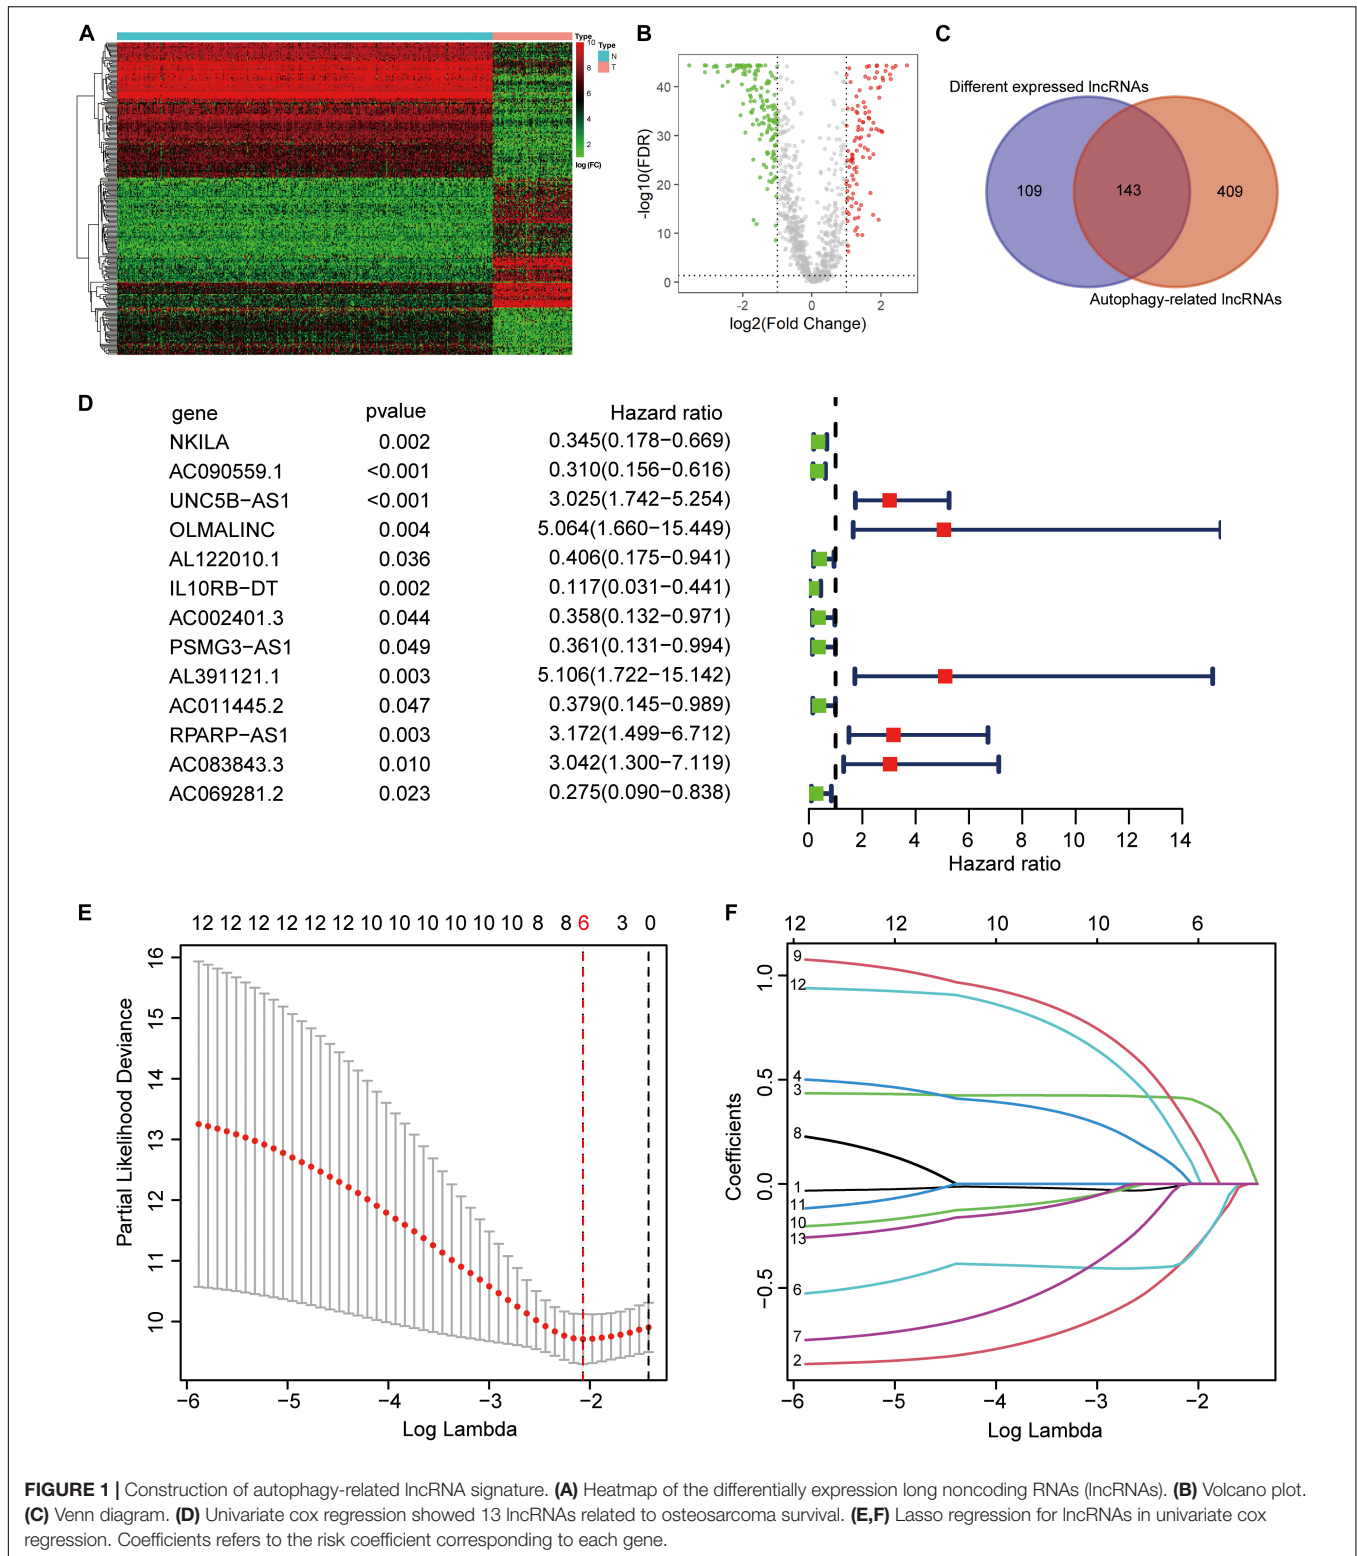 A
Type
10
8
6
4
2
log(FC)
Type
N
T
B
40
30
20
10
0
-log10(FDR)
-2
0
2
log2(Fold Change)
C
Different expressed lncRNAs
109
143
409
Autophagy-related lncRNAs
D
gene pvalue Hazard ratio
NKILA 0.002 0.345(0.178−0.669)
AC090559.1 <0.001 0.310(0.156−0.616)
UNC5B−AS1 <0.001 3.025(1.742−5.254)
OLMALINC 0.004 5.064(1.660−15.449)
AL122010.1 0.036 0.406(0.175−0.941)
IL10RB−DT 0.002 0.117(0.031−0.441)
AC002401.3 0.044 0.358(0.132−0.971)
PSMG3−AS1 0.049 0.361(0.131−0.994)
AL391121.1 0.003 5.106(1.722−15.142)
AC011445.2 0.047 0.379(0.145−0.989)
RPARP−AS1 0.003 3.172(1.499−6.712)
AC083843.3 0.010 3.042(1.300−7.119)
AC069281.2 0.023 0.275(0.090−0.838)
0 2 4 6 8 10 12 14
Hazard ratio
E
12 12 12 12 12 12 10 10 10 10 10 10 8 8 6 3 0
16
15
14
13
12
11
10
Partial Likelihood Deviance
−6 −5 −4 −3 −2
Log Lambda
F
12 12 10 10 6
1.0
0.5
0.0
−0.5
Coefficients
9
12
4
3
8
1
11
10
13
6
7
2
−6 −5 −4 −3 −2
Log Lambda
FIGURE 1 | Construction of autophagy-related lncRNA signature. (A) Heatmap of the differentially expression long noncoding RNAs (lncRNAs). (B) Volcano plot.
(C) Venn diagram. (D) Univariate cox regression showed 13 lncRNAs related to osteosarcoma survival. (E,F) Lasso regression for lncRNAs in univariate cox
regression. Coefficients refers to the risk coefficient corresponding to each gene.